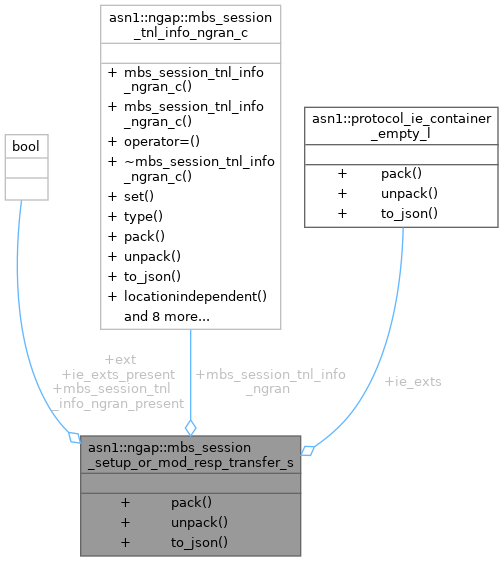 asn1::ngap::mbs_session
_tnl_info_ngran_c
+ mbs_session_tnl_info
_ngran_c()
+ mbs_session_tnl_info
_ngran_c()
+ operator=()
+ ~mbs_session_tnl_info
_ngran_c()
+ set()
+ type()
+ pack()
+ unpack()
+ to_json()
+ locationindependent()
and 8 more...
asn1::protocol_ie_container
_empty_l
+ pack()
+ unpack()
+ to_json()
bool
+ext
+ie_exts_present
+mbs_session_tnl
_info_ngran_present
+mbs_session_tnl_info
_ngran
+ie_exts
asn1::ngap::mbs_session
_setup_or_mod_resp_transfer_s
+ pack()
+ unpack()
+ to_json()